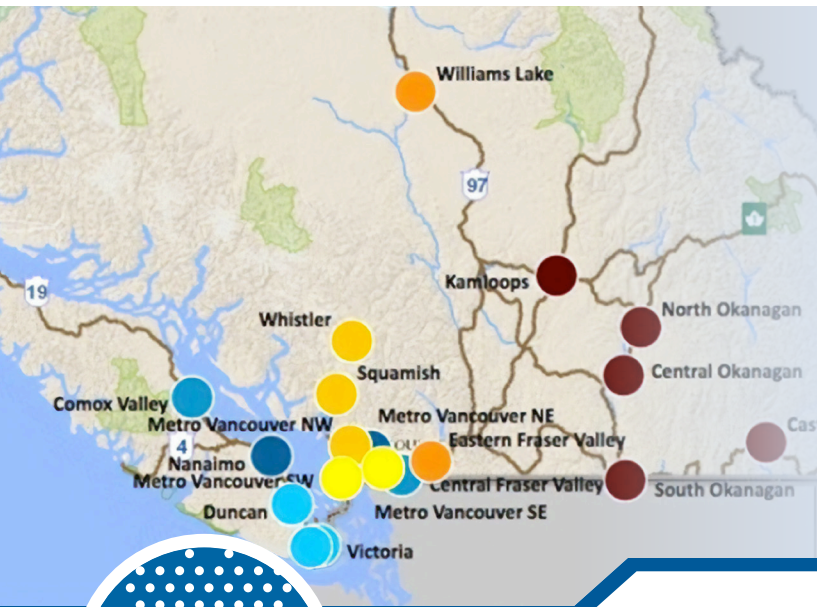 Williams Lake
97
Kamloops
19
North Okanagan
Whistler
Squamish
Central Okanagan
Comox Valley
Metro Vancouver NE
Metro Vancouver NW
Eastern Fraser Valley
4
Nanaimo
Metro Vancouver SW
Central Fraser Valley
South Okanagan
Duncan
Metro Vancouver SE
Victoria